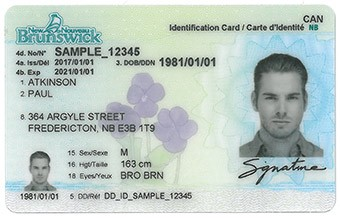 New Nouveau
Brunswick
Identification Card / Carte d'Identité
CAN
NB
4d. No/N° SAMPLE_12345
4a. Iss/Dél 2017/01/01 3. DOB/DDN 1981/01/01
4b. Exp 2021/01/01
1. ATKINSON
2. PAUL
8. 364 ARGYLE STREET
FREDERICTON, NB E3B 1T9
15. Sex/Sexe M
16. Hgt/Taille 163 cm
18. Eyes/Yeux BRO BRN
1981/01/01
5. DD/Réf DD_ID_SAMPLE_12345
Signature